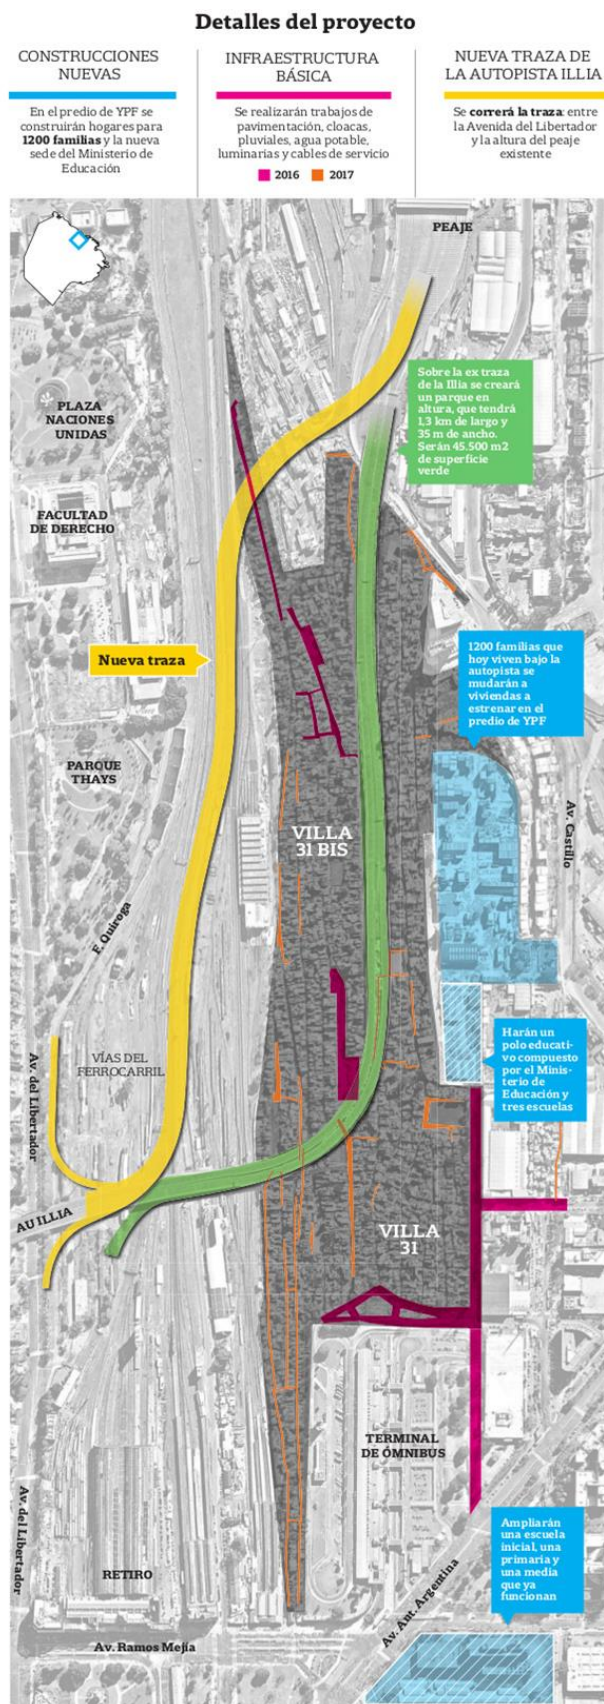 Detalles del proyecto
CONSTRUCCIONES
NUEVAS
En el predio de YPF se
construirán hogares para
1200 familias y la nueva
sede del Ministerio de
Educación
INFRAESTRUCTURA
BÁSICA
Se realizarán trabajos de
pavimentación, cloacas,
pluviales, agua potable,
luminarias y cables de servicio
2016 2017
NUEVA TRAZA DE
LA AUTOPISTA ILLIA
Se correrá la traza: entre
la Avenida del Libertador
y la altura del peaje
existente
PEAJE
Sobre la ex traza
de la Illia se creará
un parque en
altura, que tendrá
1,3 km de largo y
35 m de ancho.
Serán 45.500 m2
de superficie
verde
PLAZA
NACIONES
UNIDAS
FACULTAD
DE DERECHO
Nueva traza
1200 familias que
hoy viven bajo la
autopista se
mudarán a
viviendas a
estrenar en el
predio de YPF
PARQUE
THAYS
VILLA
31 BIS
Av. Castillo
F. Quiroga
VÍAS DEL
FERROCARRIL
Av. del Libertador
Harán un
polo educati-
vo compuesto
por el Minis-
terio de
Educación y
tres escuelas
AU ILLIA
VILLA
31
TERMINAL
DE ÓMNIBUS
Av. del Libertador
RETIRO
Ampliarán
una escuela
inicial, una
primaria y
una media
que ya
funcionan
Av. Ant. Argentina
Av. Ramos Mejía